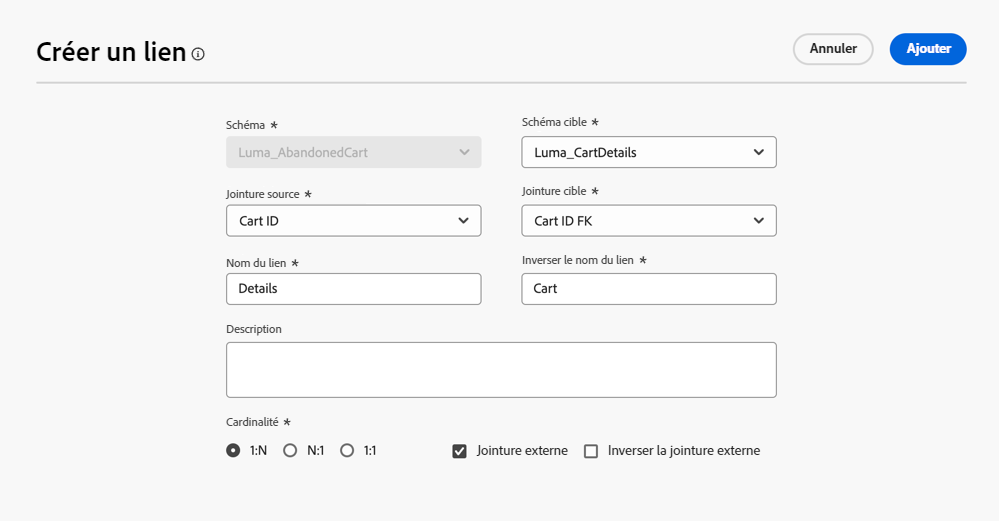 Créer un lien
Annuler
Ajouter
Schéma *
Schéma cible *
Luma_AbandonedCart
Luma_CartDetails
Jointure source *
Jointure cible *
Cart ID
Cart ID FK
Nom du lien *
Inverser le nom du lien *
Details
Cart
Description
Cardinalité *
1:N
N:1
1:1
Jointure externe
Inverser la jointure externe